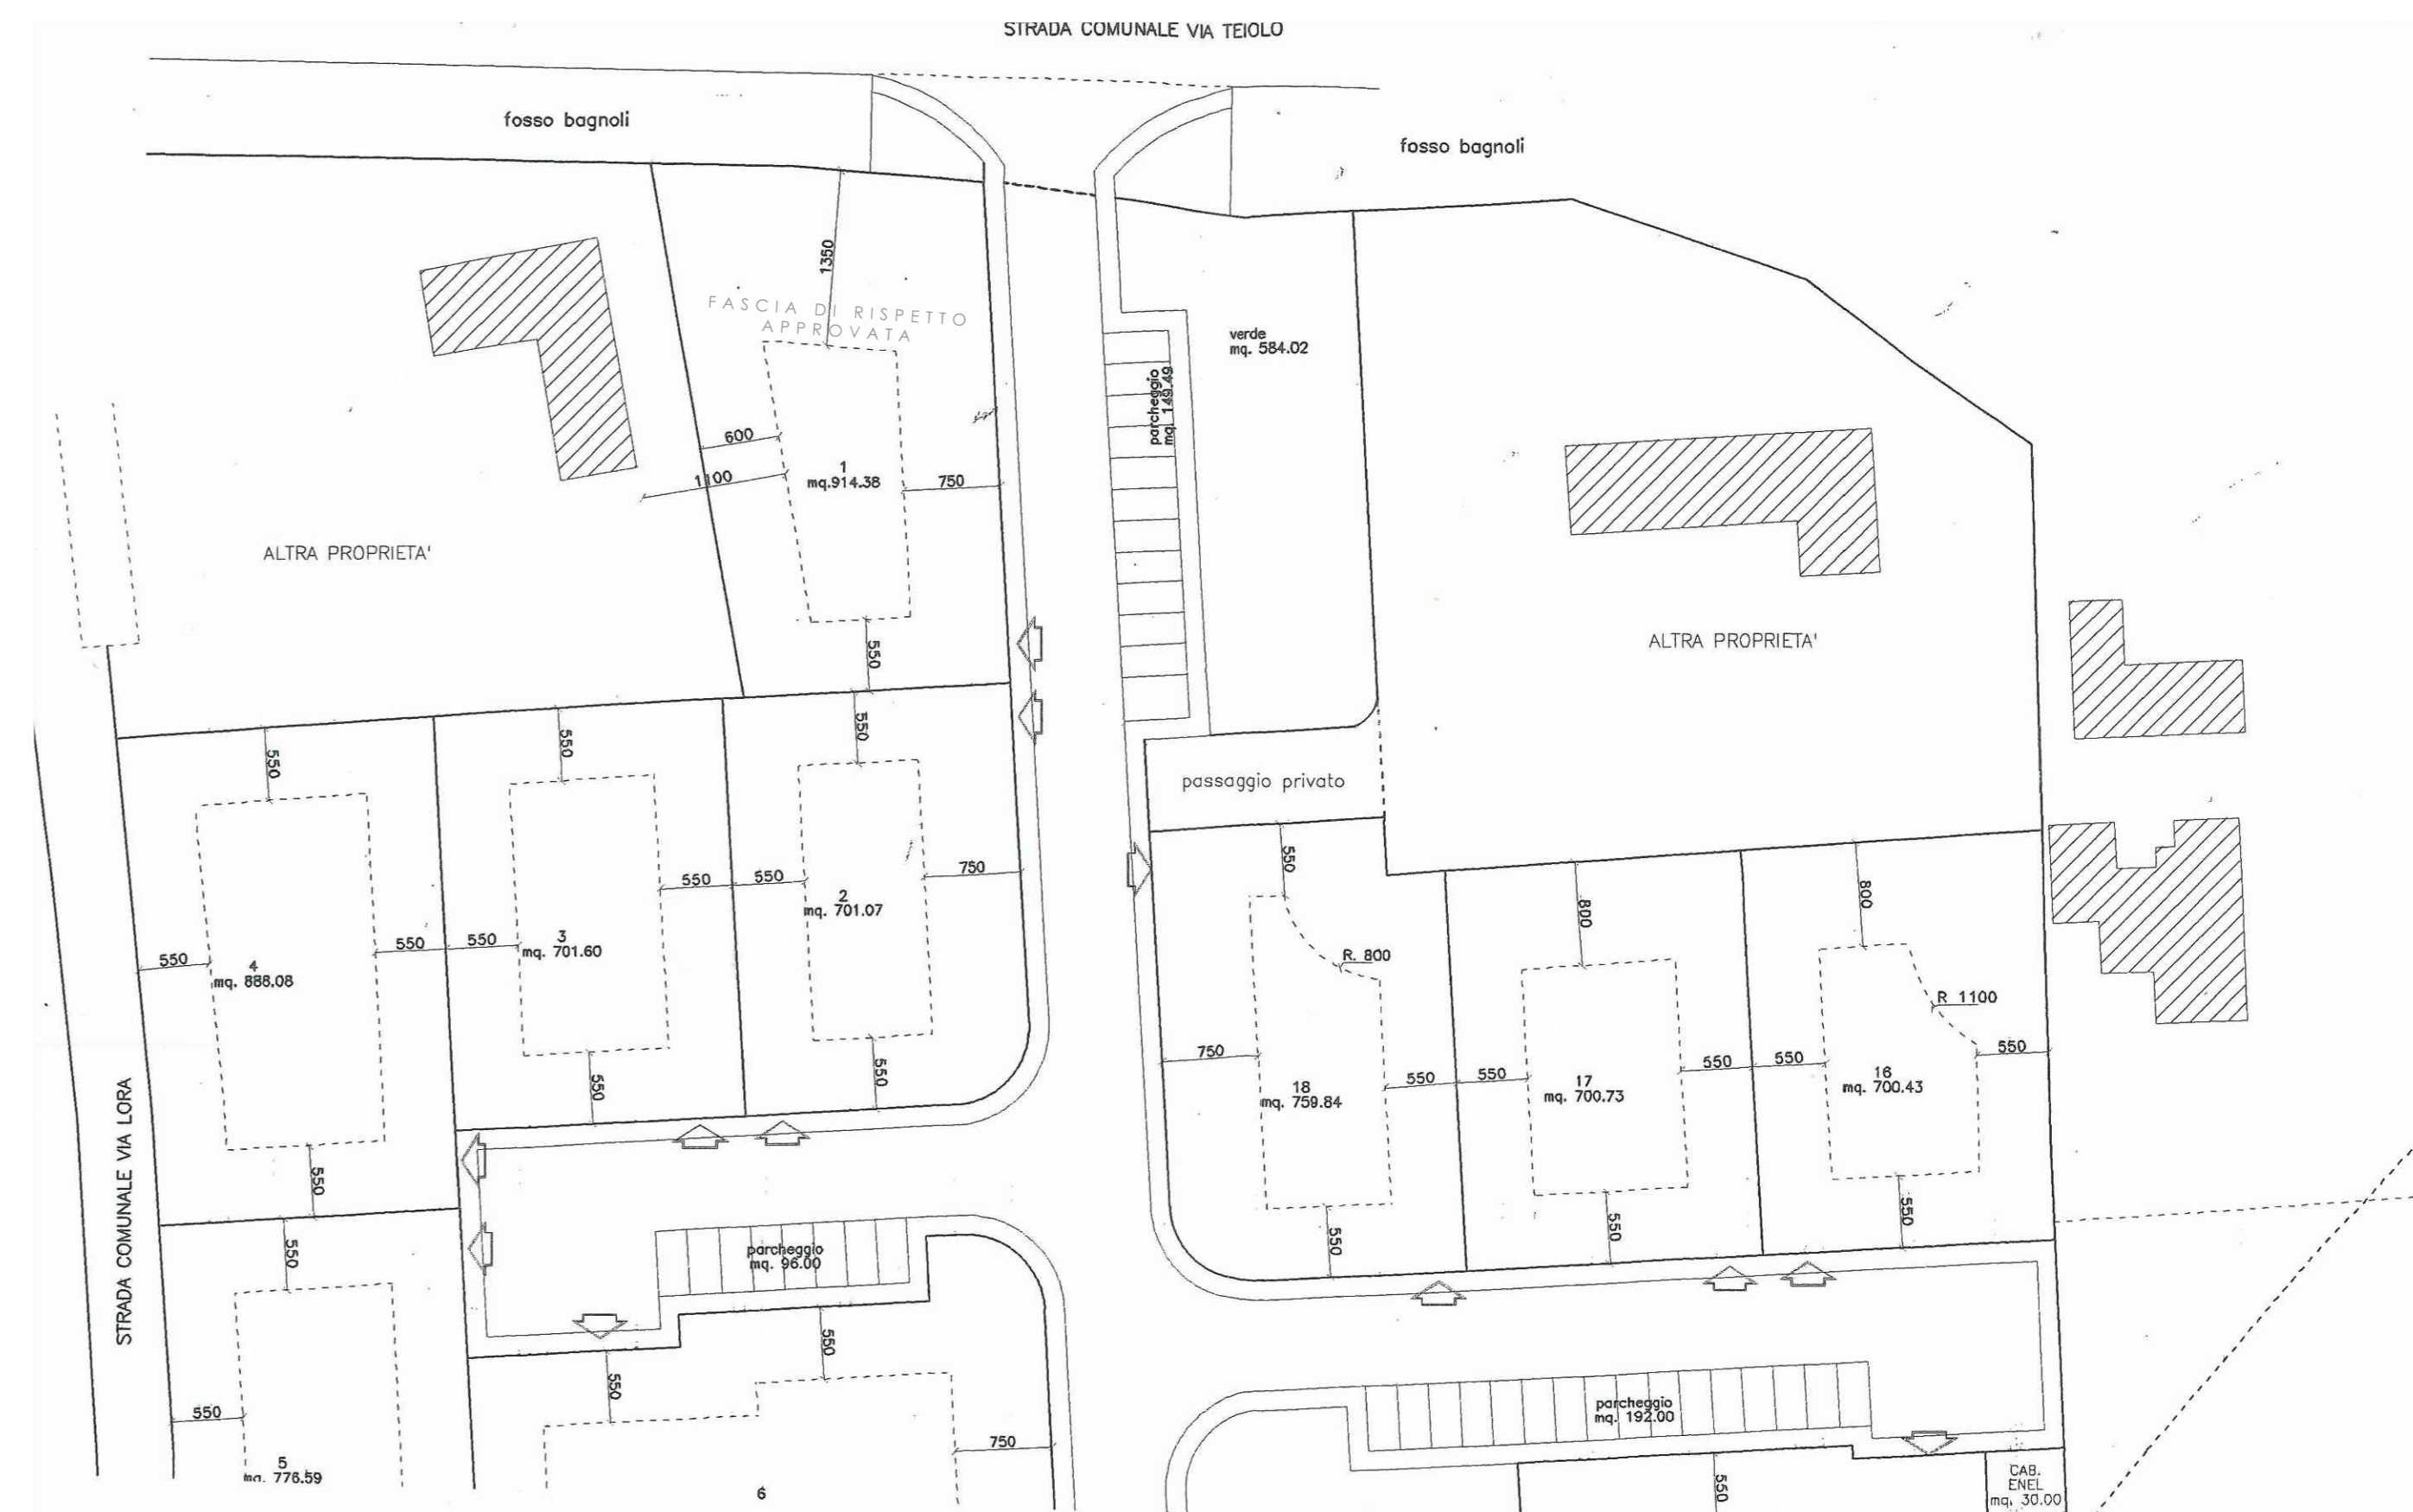 STRADA COMUNALE VIA TEIOLO
fosso bagnoli
fosso bagnoli
1350
FASCIA DI RISPETTO
APPROVATA
verde
mq. 584.02
parcheggio
mq. 149.49
600
1100
1
mq.914.38
750
ALTRA PROPRIETA'
ALTRA PROPRIETA'
550
550
550
550
passaggio privato
550
550
550
2
mq. 701.07
750
800
800
3
mq. 701.60
550
550
550
4
mq. 888.08
R. 800
R 1100
550
550
550
750
550
550
550
550
550
18
mq. 759.84
17
mq. 700.73
16
mq. 700.43
STRADA COMUNALE VIA LORA
550
550
550
550
550
parcheggio
mq. 96.00
550
550
550
750
5
mq. 776.59
6
parcheggio
mq. 192.00
550
CAB.
ENEL
mq. 30.00